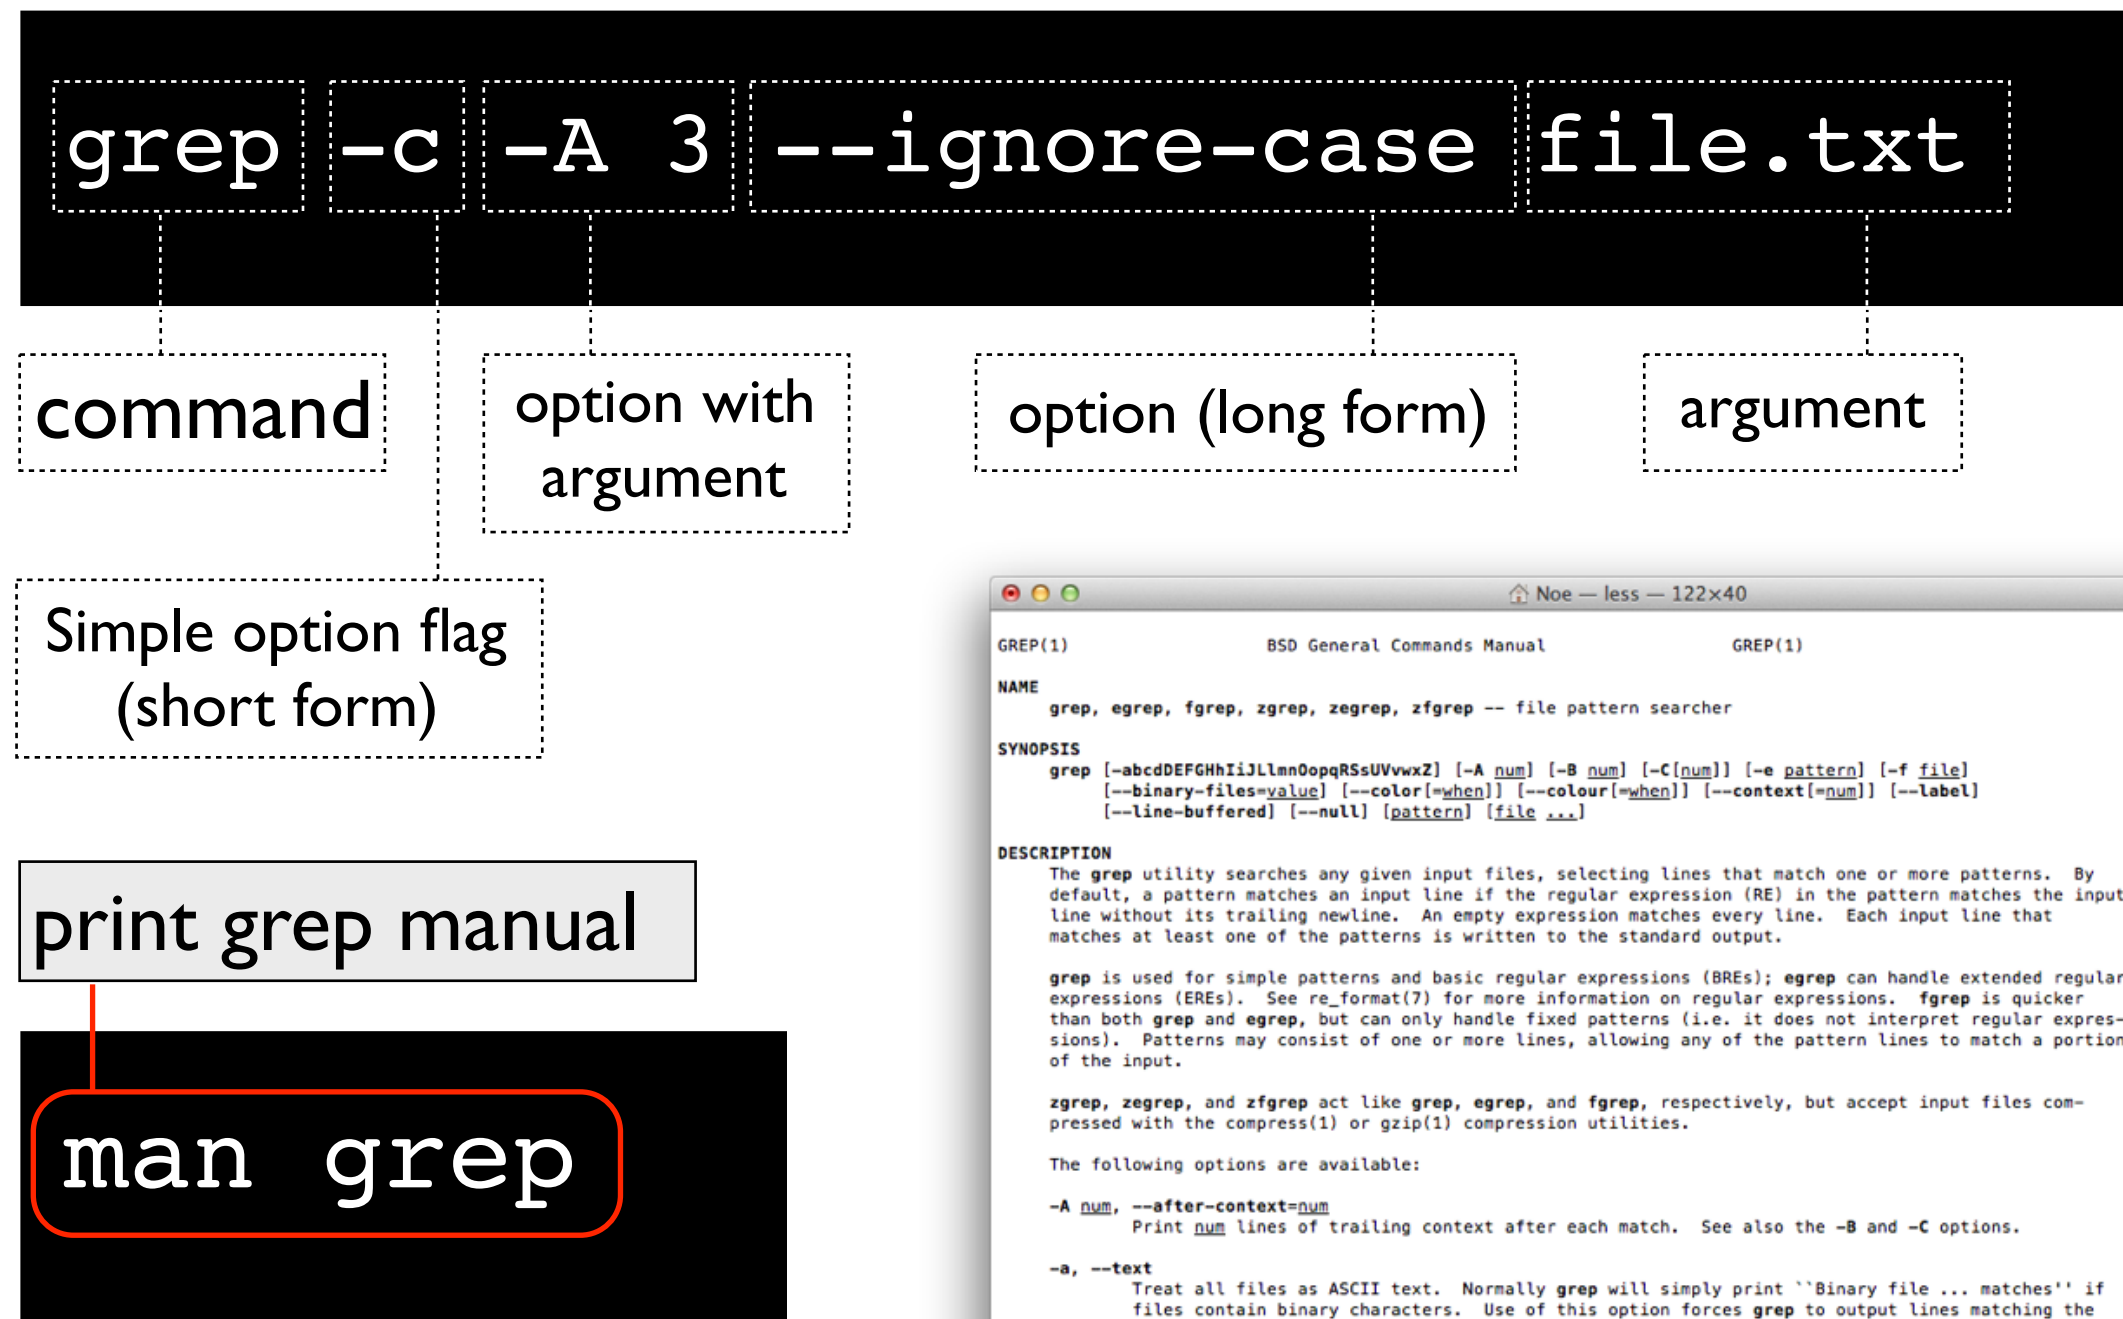 grep -c -A 3 --ignore-case file.txt
command
option with
argument
option (long form)
argument
Simple option flag
(short form)
print grep manual
man grep
Noe — less — 122×40
GREP(1) BSD General Commands Manual GREP(1)
NAME
grep, egrep, fgrep, zgrep, zegrep, zfgrep -- file pattern searcher
SYNOPSIS
grep [-abcdDEFGHhIiJLlmnOopqRSsUVvwxZ] [-A num] [-B num] [-C[num]] [-e pattern] [-f file]
[--binary-files=value] [--color[=when]] [--colour[=when]] [--context[=num]] [--label]
[--line-buffered] [--null] [pattern] [file ...]
DESCRIPTION
The grep utility searches any given input files, selecting lines that match one or more patterns. By
default, a pattern matches an input line if the regular expression (RE) in the pattern matches the input
line without its trailing newline. An empty expression matches every line. Each input line that
matches at least one of the patterns is written to the standard output.
grep is used for simple patterns and basic regular expressions (BREs); egrep can handle extended regular
expressions (EREs). See re_format(7) for more information on regular expressions. fgrep is quicker
than both grep and egrep, but can only handle fixed patterns (i.e. it does not interpret regular expres-
sions). Patterns may consist of one or more lines, allowing any of the pattern lines to match a portion
of the input.
zgrep, zegrep, and zfgrep act like grep, egrep, and fgrep, respectively, but accept input files com-
pressed with the compress(1) or gzip(1) compression utilities.
The following options are available:
-A num, --after-context=num
Print num lines of trailing context after each match. See also the -B and -C options.
-a, --text
Treat all files as ASCII text. Normally grep will simply print ``Binary file ... matches'' if
files contain binary characters. Use of this option forces grep to output lines matching the